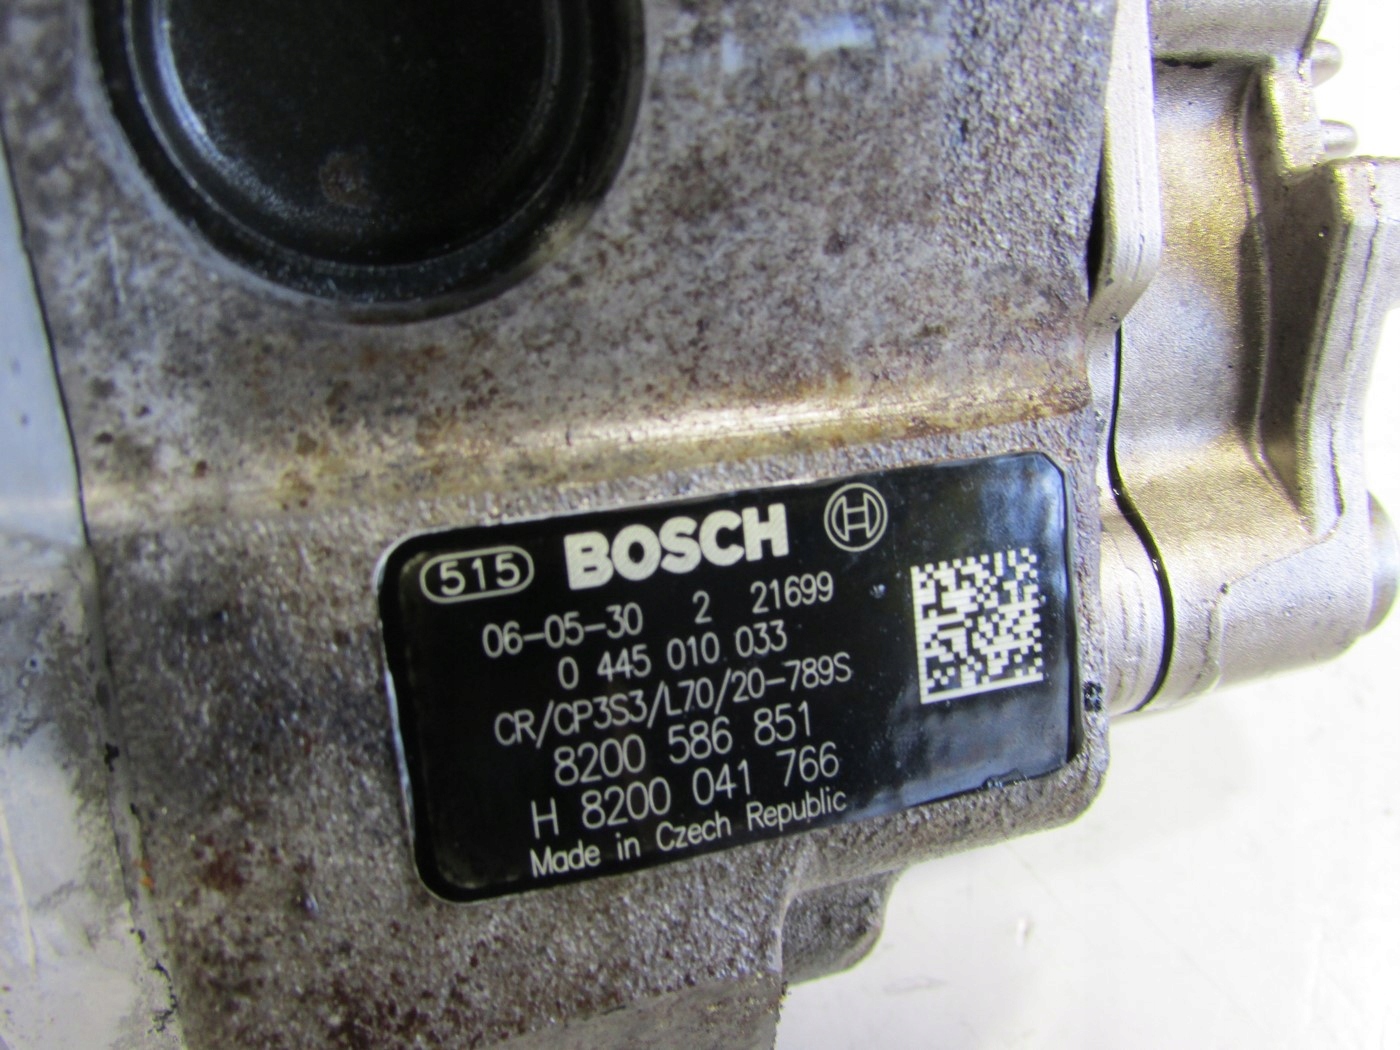 515 BOSCH
06-05-30 2 21699
0 445 010 033
CR/CP3S3/L70/20-789S
8200 586 851
H 8200 041 766
Made in Czech Republic